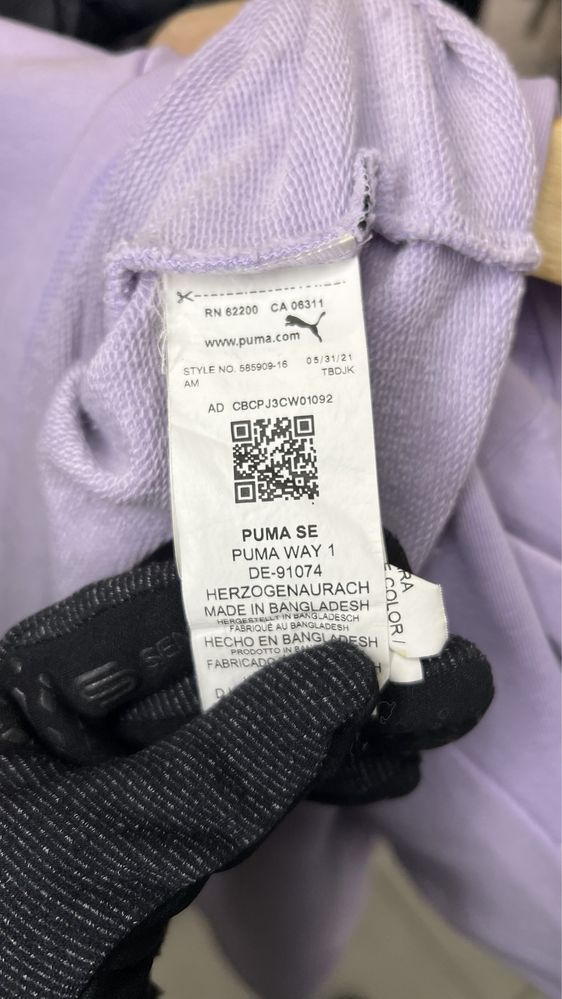 RN 62200 CA 06311
www.puma.com
STYLE NO. 585909-16 05/31/21
AM TBDJK
AD CBCPJ3CW01092
PUMA SE
PUMA WAY 1
DE-91074
HERZOGENAURACH
MADE IN BANGLADESH
HERGESTELLT IN BANGLADESCH
FABRIQUÉ AU BANGLADESH
HECHO EN BANGLADESH
PRODOTTO IN
FABRICADO
COLOR /